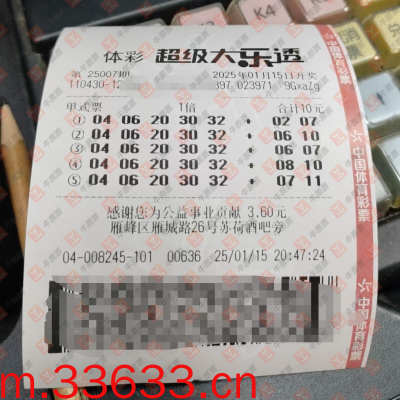 体彩 超级大乐透
第 25007期 2025年01月15日开奖
110430-1 397 023971 9GxaZg
单式票 1倍 合计10元
① 04 06 20 30 32 + 02 07
② 04 06 20 30 32 + 06 10
③ 04 06 20 30 32 + 06 07
④ 04 06 20 30 32 + 08 10
⑤ 04 06 20 30 32 + 07 11
感谢您为公益事业贡献 3.60元
雁峰区雁城路26号苏荷酒吧旁
04-008245-101 00636 25/01/15 20:47:24
中国体育彩票
中国体育彩票
K4
m.33633.cn